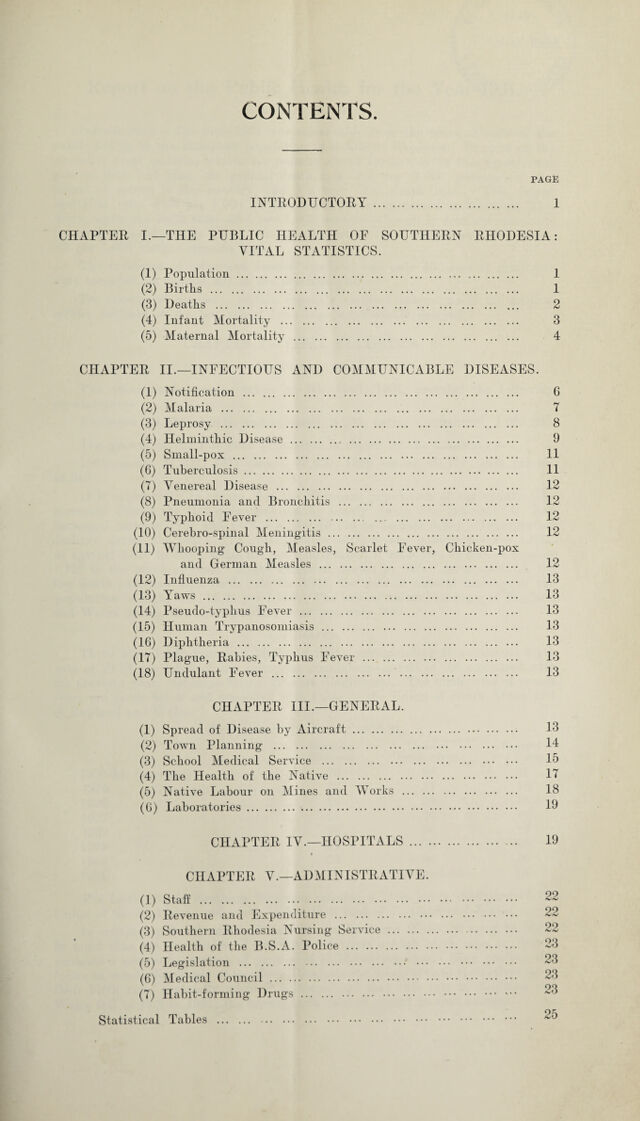 CONTENTS.
PAGE
INTRODUCTORY ... ... ... ... ... ... ... ... 1
CHAPTER I.—THE PUBLIC HEALTH OF SOUTHERN RHODESIA:
VITAL STATISTICS.
(1) Population ... ... ... ... ... ... ... ... ... ... ... ... ... ... ... 1
(2) Births ... ... ... ... ... ... ... ... ... ... ... ... ... ... ... ... 1
(3) Deaths ... ... ... ... ... ... ... ... ... ... ... ... ... ... ... ... 2
(4) Infant Mortality ... ... ... ... ... ... ... ... ... ... ... ... ... 3
(5) Maternal Mortality ... ... ... ... ... ... ... ... ... ... ... ... 4
CHAPTER II.—INFECTIOUS AND COMMUNICABLE DISEASES.
(1) Notification ... ... ... ... ... ... ... ... ... ... ... ... ... ... ... 6
(2) Malaria ... ... ... ... ... ... ... ... ... ... ... ... ... ... ... ... 7
(3) Leprosy ... ... ... ... ... ... ... ... ... ... ... ... ... ... ... ... 8
(4) Helminthic Disease ... ... ... ... ... ... ... ... ... ... ... ... 9
(5) Small-pox ... ... ... ... ... ... ... ... ... ... ... ... ... ... ... 11
(6) Tuberculosis ... ... ... ... ... ... ... ... ... ... ... ... ... ... ... 11
(7) Venereal Disease ... ... ... ... ... ... ... ... ... ... ... ... ... 12
(8) Pneumonia and Bronchitis ... ... ... ... ... ... ... ... ... ... 12
(9) Typhoid Fever ... ... ... ... ... ... ... ... ... ... ... ... ... 12
(10) Cerebro-spinal Meningitis ... ... ... ... ... ... ... ... ... ... 12
(11) Whooping Cough, Measles, Scarlet Fever, Chicken-pox
and German Measles ... ... ... ... ... ... ... ... ... ... ... 12
(12) Influenza ... ... ... ... ... ... ... ... ... ... ... ... ... ... ... ... 13
(13) Yaws ... ... ... ... ... ... ... ... ... ... ... ... ... ... ... ... ... 13
(14) Pseudo-typhus Fever ... ... ... ... ... ... ... ... ... ... ... ... 13
(15) Human Trypanosomiasis ... ... ... ... ... ... ... ... ... ... ... 13
(16) Diphtheria ... ... ... ... ... ... ... ... ... ... ... ... ... ... ... 13
(17) Plague, Rabies, Typhus Fever ... ... ... ... ... ... ... ... 13
(18) Undulant Fever ... ... ... ... ... ... ... ... ... ... ... ... ... 13
CHAPTER III.—GENERAL.
(1) Spread of Disease by Aircraft ... ... ... ... ... ... ... ... ... 13
(2) Town Planning ... ... ... ... ... ... ... ... ... ... ... ... ... 14
(3) School Medical Service ... ... ... ... ... ... ... ... ... ... ... 15
(4) The Health of the Native ... ... ... ... ... ... ... ... ... ... 17
(5) Native Labour on Mines and Works ... ... ... ... ... ... ... 18
(6) Laboratories ... ... ... ... ... ... ... ... ... ... ... ... ... ... ... 19
CHAPTER IV.—HOSPITALS ... ... ... ... ... ... 19
CHAPTER V.—ADMINISTRATIVE.
(1) Staff ... ... ... ... ... ... ... ... ... ... ... ... ... ... ... ... ... 22
(2) Revenue and Expenditure ... ... ... ... ... ... ... ... ... ... 22
(3) Southern Rhodesia Nursing Service ... ... ... ... ... ... ... 22
(4) Health of the B.S.A. Police ... ... ... ... ... ... ... ... ... 23
(5) Legislation ... ... ... ... ... ... ... ... ... ... ... ... ... ... ... 23
(6) Medical Council ... ... ... ... ... ... ... ... ... ... ... ... ... 23
(7) Habit-forming Drugs ... ... ... ... ... ... ... ... ... ... ... ... 23
Statistical Tables ... ... ... ... ... ... ... ... ... ... ... ... ... ... ... 25